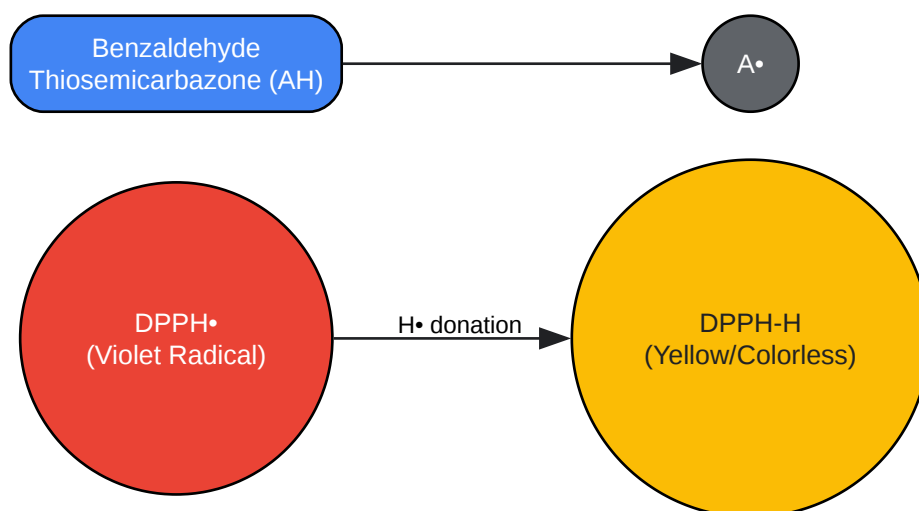 Benzaldehyde
Thiosemicarbazone (AH)
A•
DPPH•
(Violet Radical)
H• donation
DPPH-H
(Yellow/Colorless)